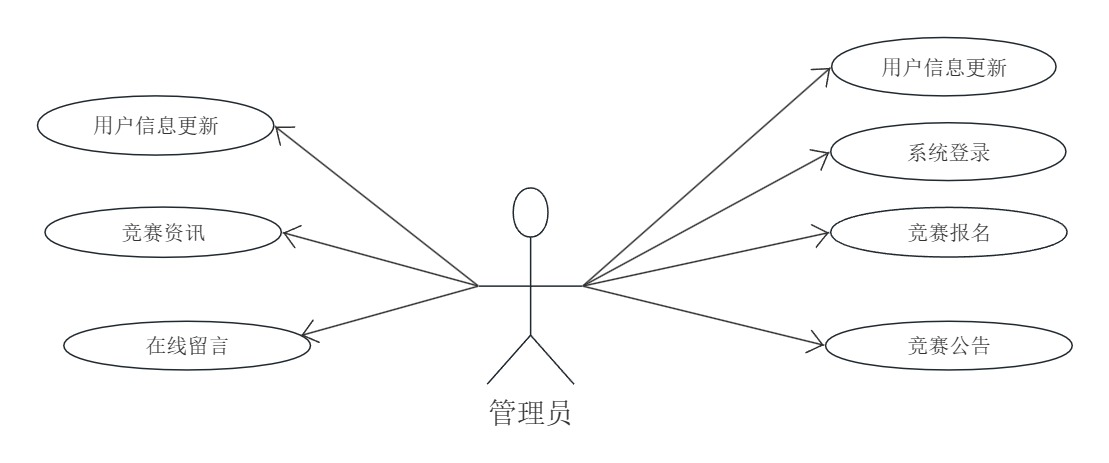 用户信息更新
用户信息更新
系统登录
竞赛资讯
竞赛报名
在线留言
竞赛公告
管理员